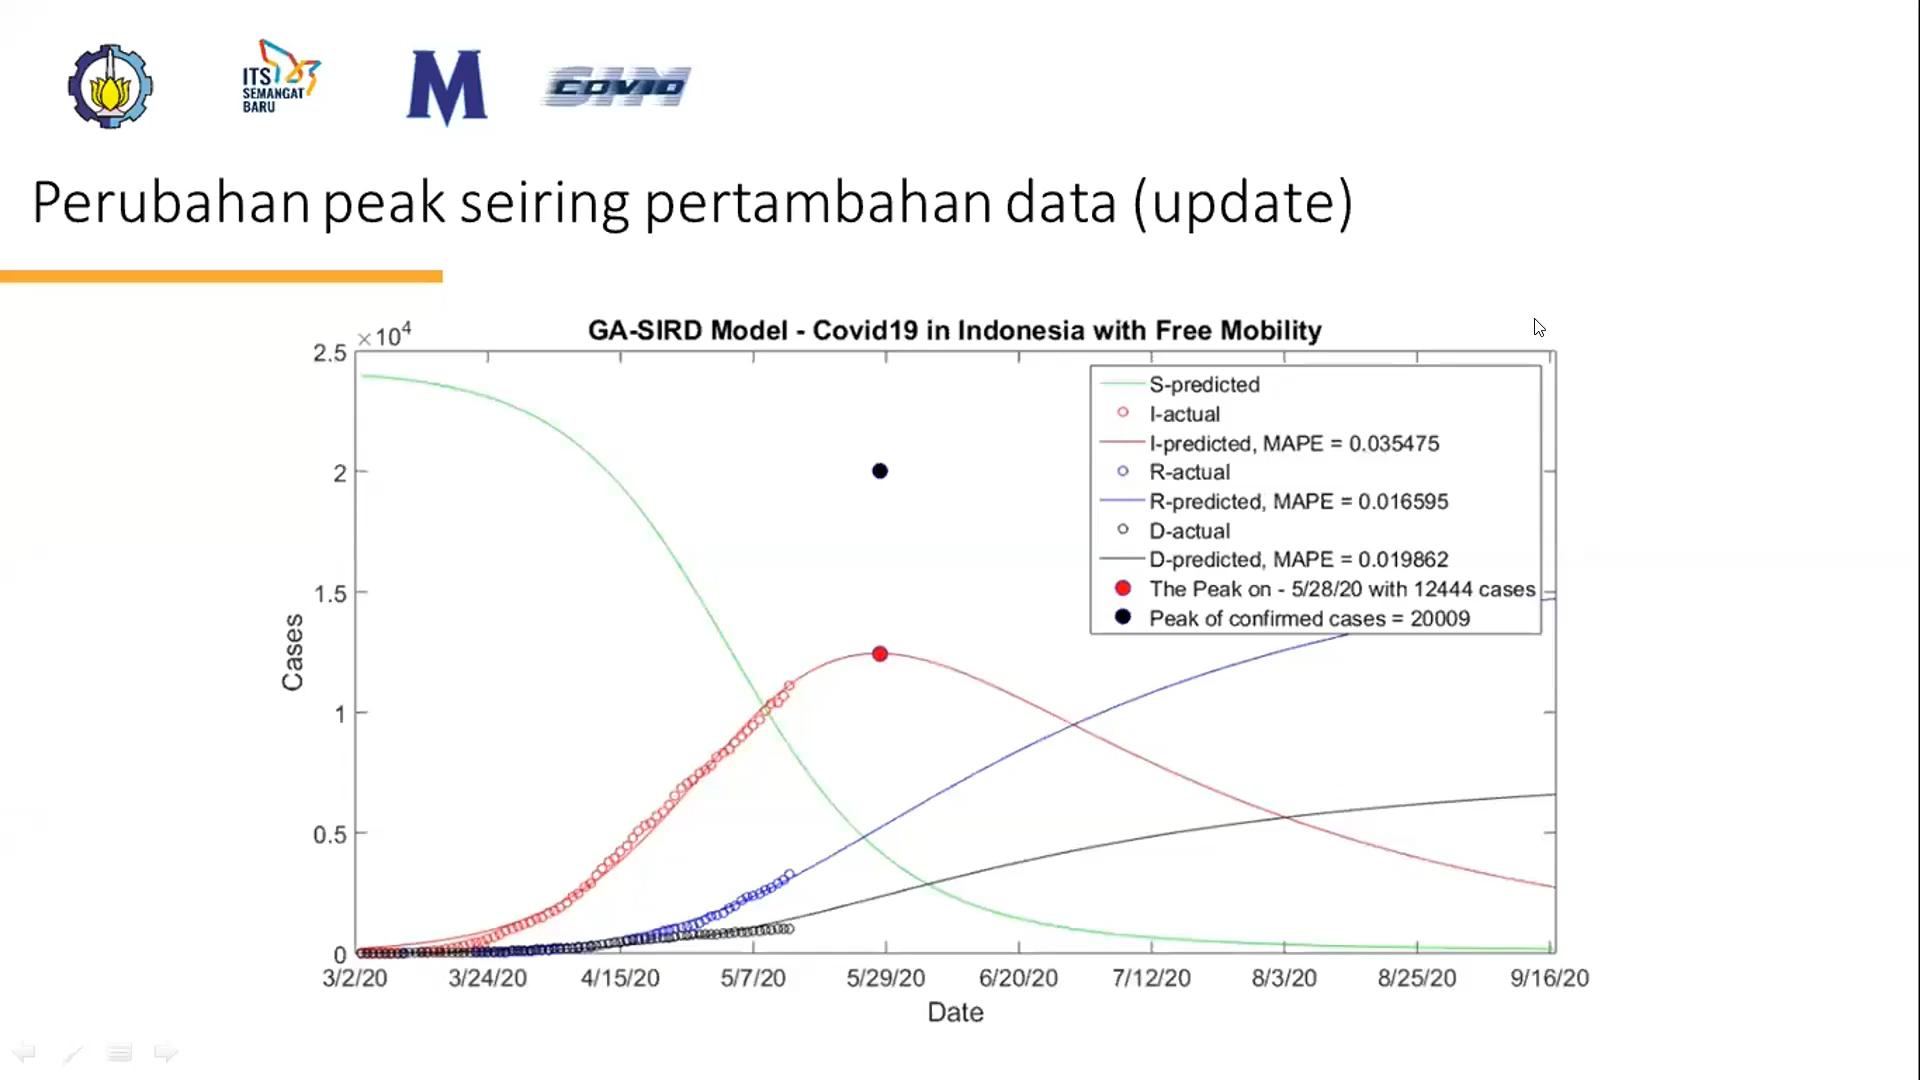 ITS
SEMANGAT
BARU
M
COVID
Perubahan peak seiring pertambahan data (update)
GA-SIRD Model - Covid19 in Indonesia with Free Mobility
×10⁴
2.5
2
1.5
1
0.5
0
Cases
S-predicted
I-actual
I-predicted, MAPE = 0.035475
R-actual
R-predicted, MAPE = 0.016595
D-actual
D-predicted, MAPE = 0.019862
The Peak on - 5/28/20 with 12444 cases
Peak of confirmed cases = 20009
3/2/20 3/24/20 4/15/20 5/7/20 5/29/20 6/20/20 7/12/20 8/3/20 8/25/20 9/16/20
Date